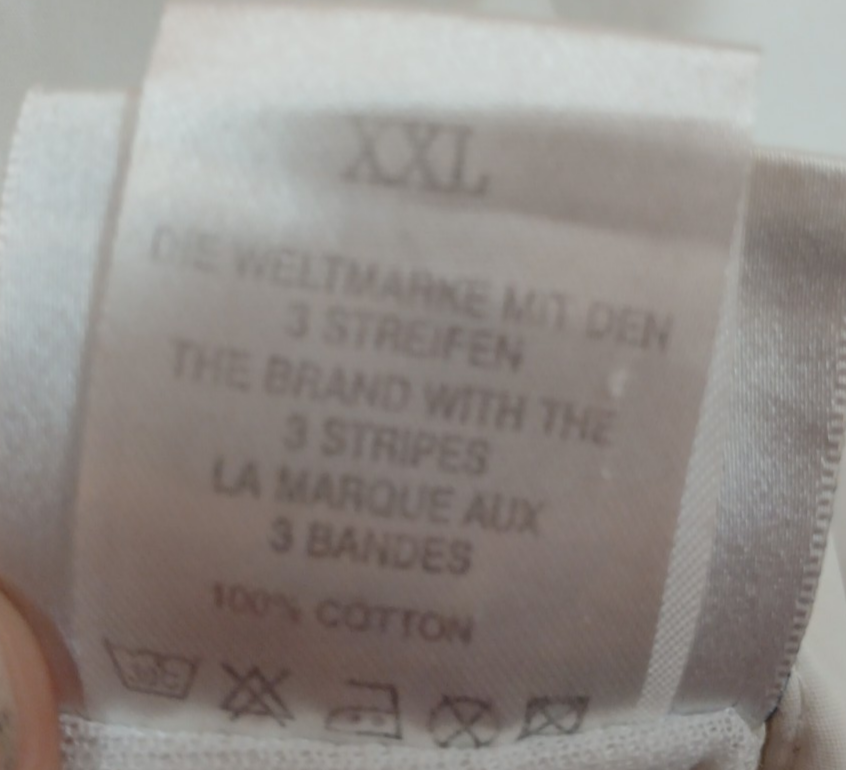 XXL
DIE WELTMARKE MIT DEN
3 STREIFEN
THE BRAND WITH THE
3 STRIPES
LA MARQUE AUX
3 BANDES
100% COTTON